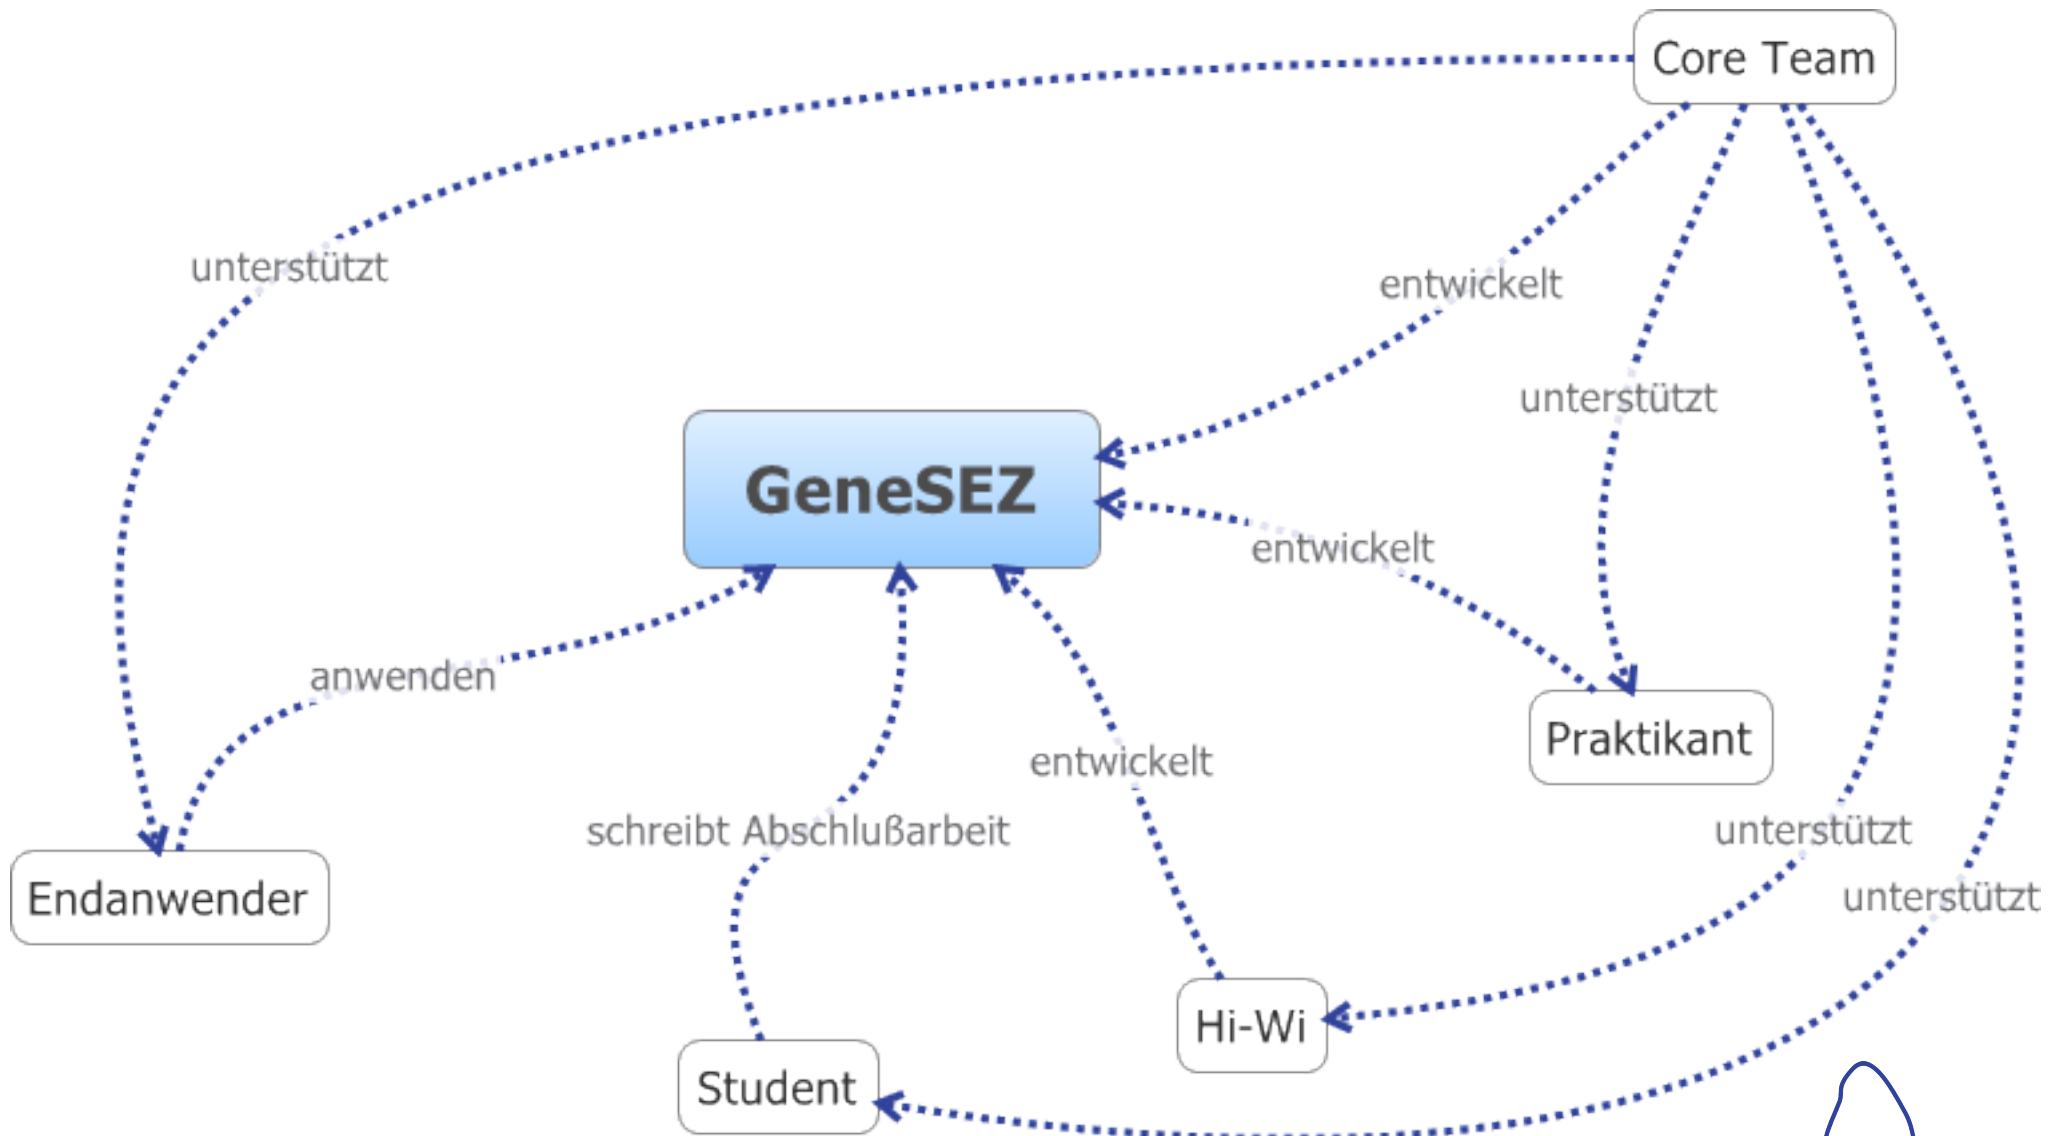 Core Team
unterstützt
entwickelt
unterstützt
GeneSEZ
entwickelt
anwenden
Praktikant
entwickelt
schreibt Abschlußarbeit
unterstützt
Endanwender
unterstützt
Hi-Wi
Student